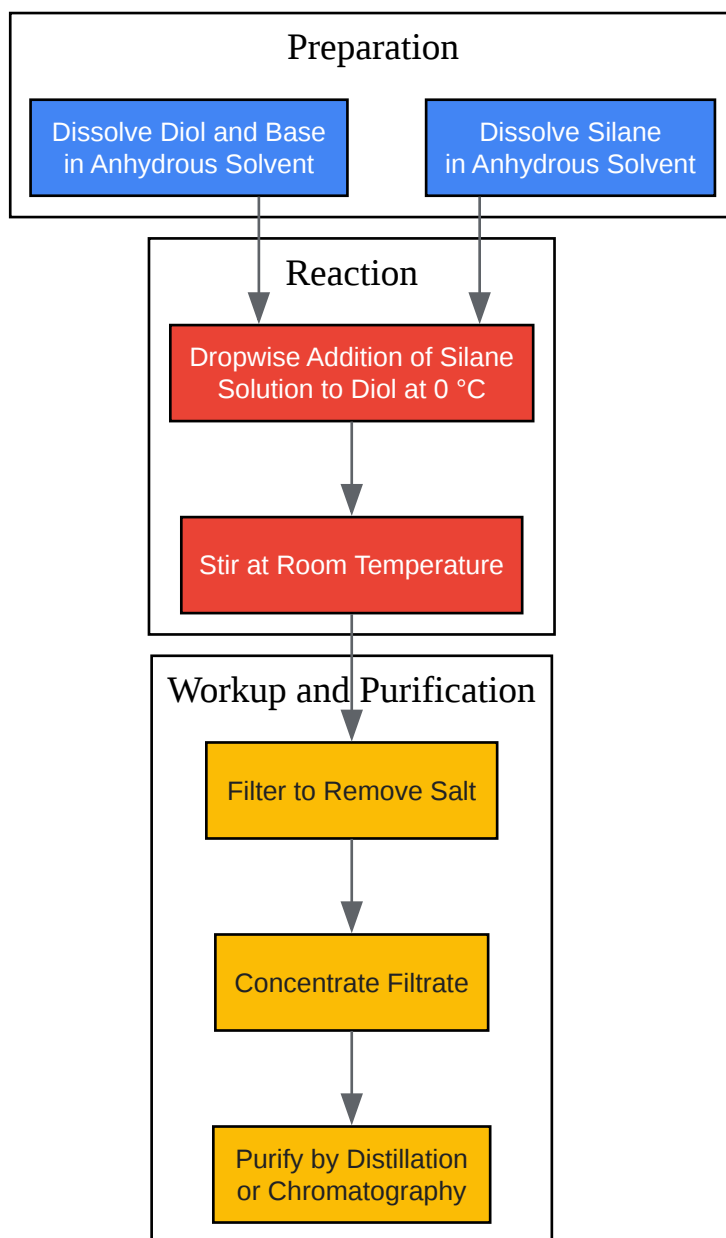 Preparation
Dissolve Diol and Base
in Anhydrous Solvent
Dissolve Silane
in Anhydrous Solvent
Reaction
Dropwise Addition of Silane
Solution to Diol at 0 °C
Stir at Room Temperature
Workup and Purification
Filter to Remove Salt
Concentrate Filtrate
Purify by Distillation
or Chromatography